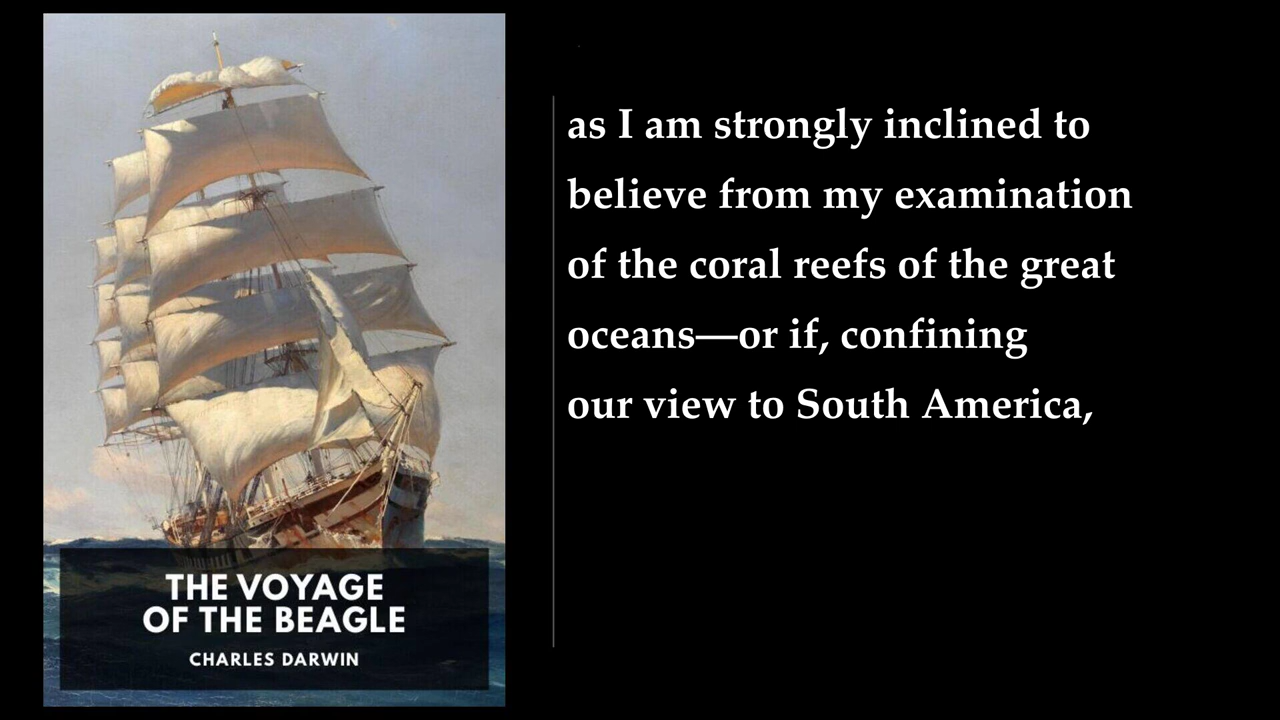 as I am strongly inclined to
believe from my examination
of the coral reefs of the great
oceans—or if, confining
our view to South America,
THE VOYAGE
OF THE BEAGLE
CHARLES DARWIN